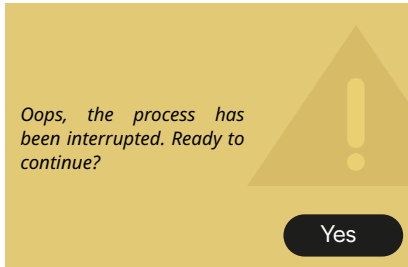 Oops, the process has
been interrupted. Ready to
continue?
Yes